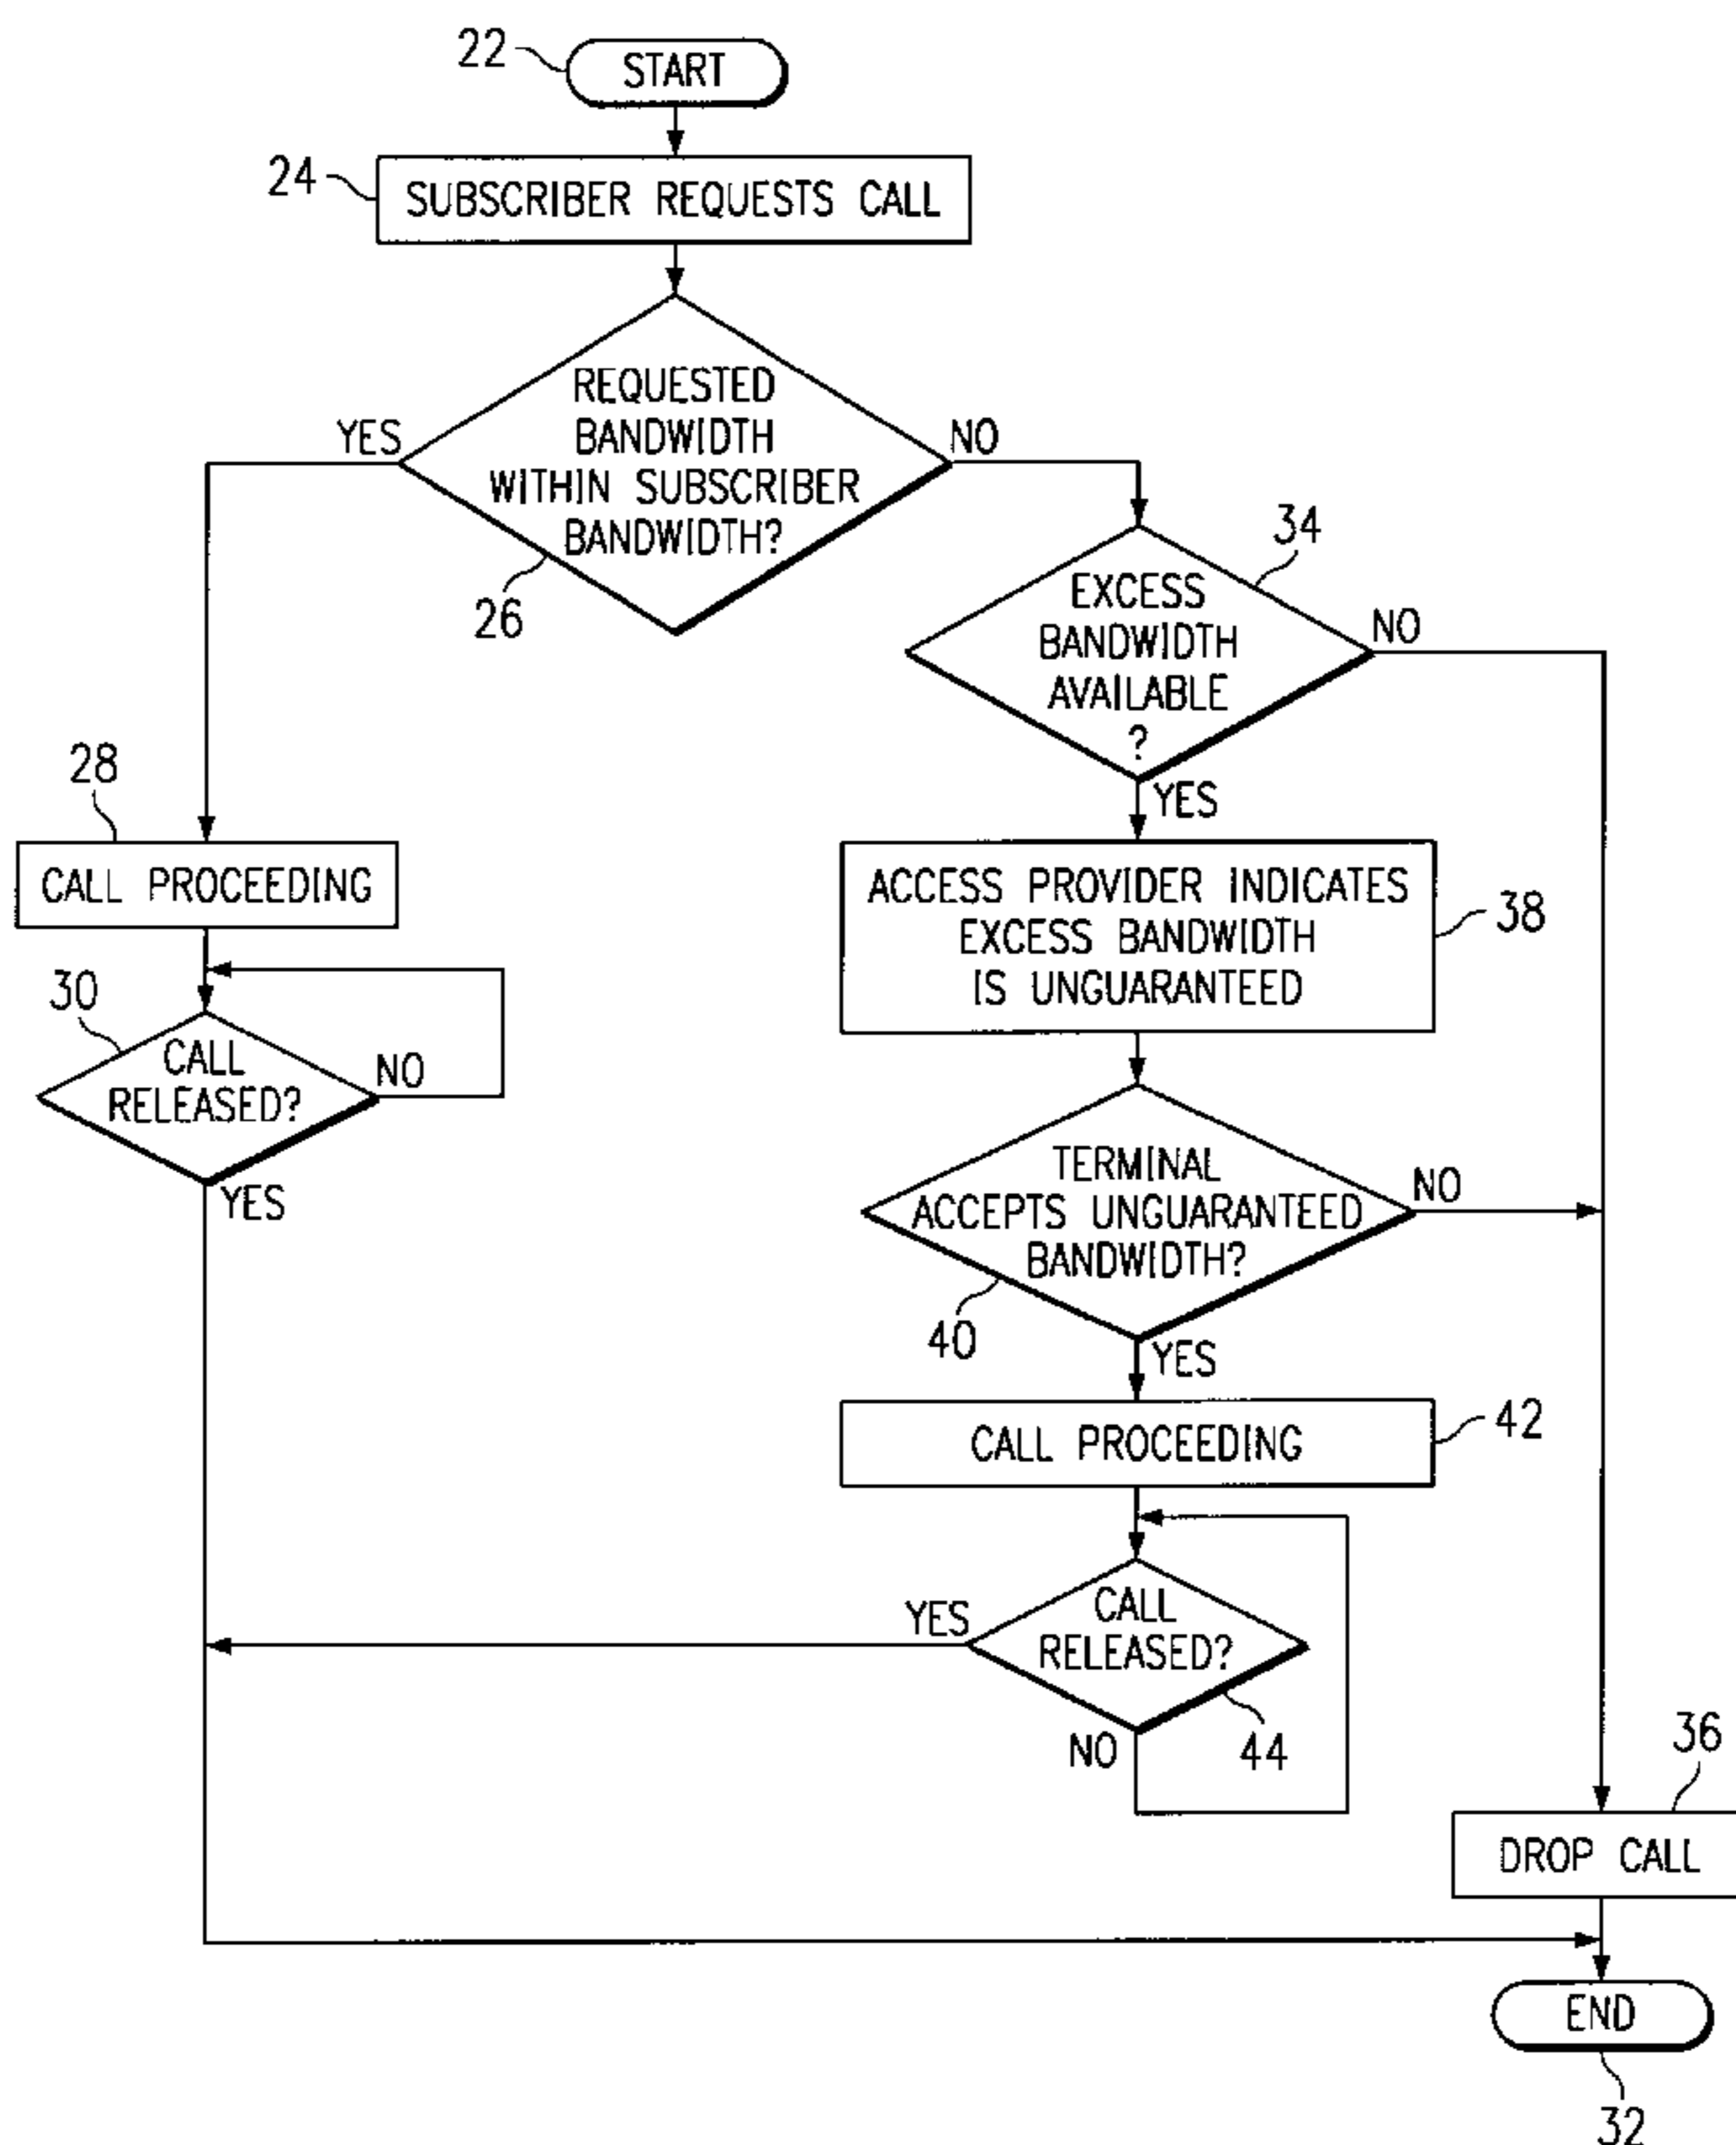 22
START
24
SUBSCRIBER REQUESTS CALL
REQUESTED
BANDWIDTH
WITHIN SUBSCRIBER
BANDWIDTH?
YES
NO
26
34
EXCESS
BANDWIDTH
AVAILABLE
?
NO
YES
28
CALL PROCEEDING
30
CALL
RELEASED?
NO
YES
ACCESS PROVIDER INDICATES
EXCESS BANDWIDTH
IS UNGUARANTEED
38
TERMINAL
ACCEPTS UNGUARANTEED
BANDWIDTH?
NO
40
YES
CALL PROCEEDING
42
YES
CALL
RELEASED?
NO
44
36
DROP CALL
END
32